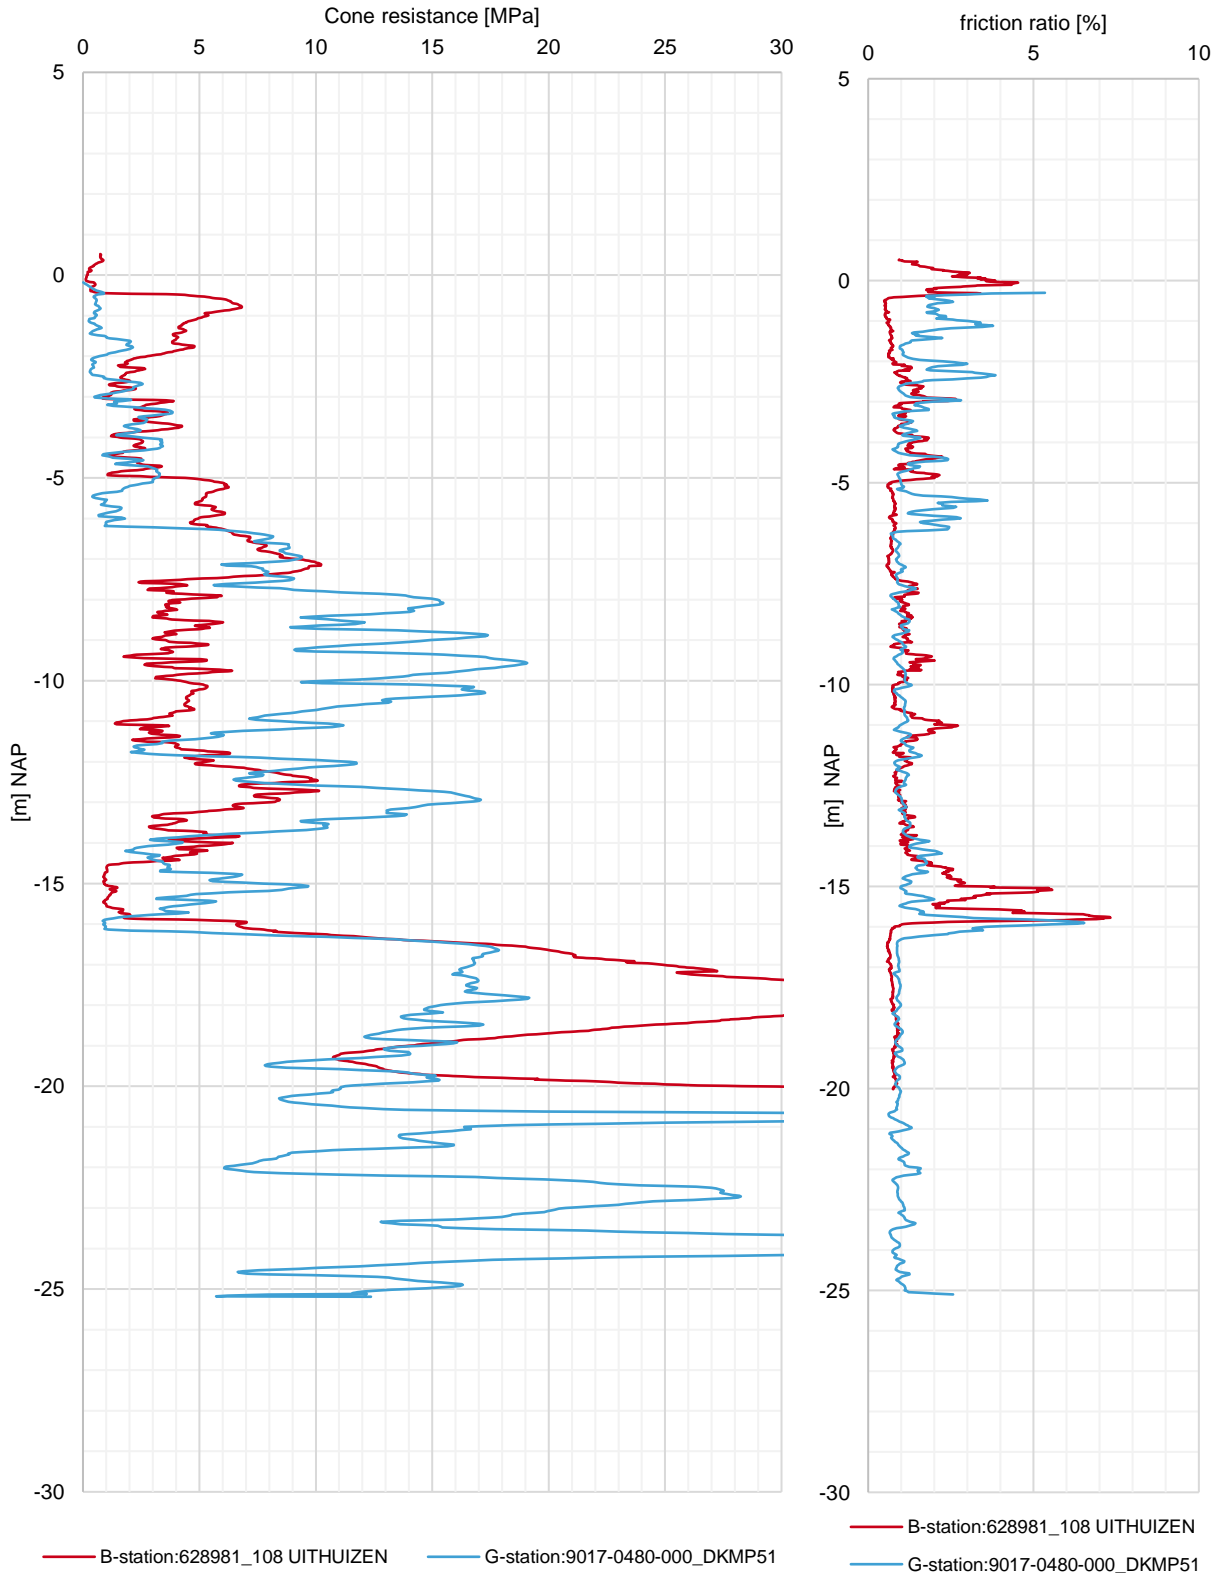 Cone resistance [MPa]
0 5 10 15 20 25 30
5
0
-5
-10
-15
-20
-25
-30
[m] NAP
B-station:628981_108 UITHUIZEN
G-station:9017-0480-000_DKMP51
friction ratio [%]
0 5 10
5
0
-5
-10
-15
-20
-25
-30
[m] NAP
B-station:628981_108 UITHUIZEN
G-station:9017-0480-000_DKMP51